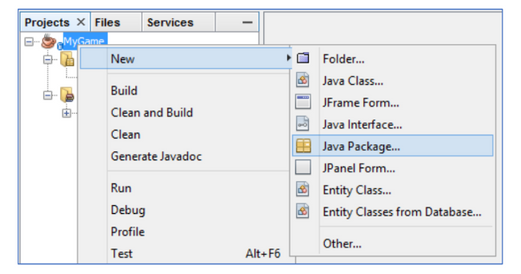 Projects × Files Services —
MyGame
New
Build
Clean and Build
Clean
Generate Javadoc
Run
Debug
Profile
Test Alt+F6
Folder...
Java Class...
JFrame Form...
Java Interface...
Java Package...
JPanel Form...
Entity Class...
Entity Classes from Database...
Other...